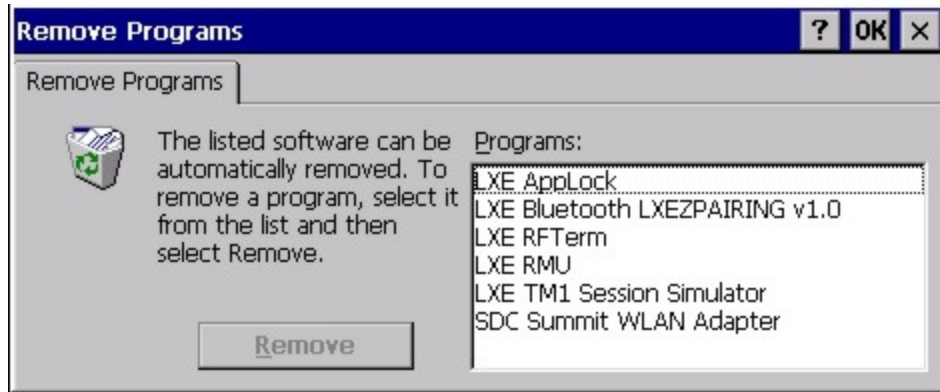 Remove Programs
? OK ×
Remove Programs
The listed software can be
automatically removed. To
remove a program, select it
from the list and then
select Remove.
Remove
Programs:
LXE AppLock
LXE Bluetooth LXEZPAIRING v1.0
LXE RFTerm
LXE RMU
LXE TM1 Session Simulator
SDC Summit WLAN Adapter